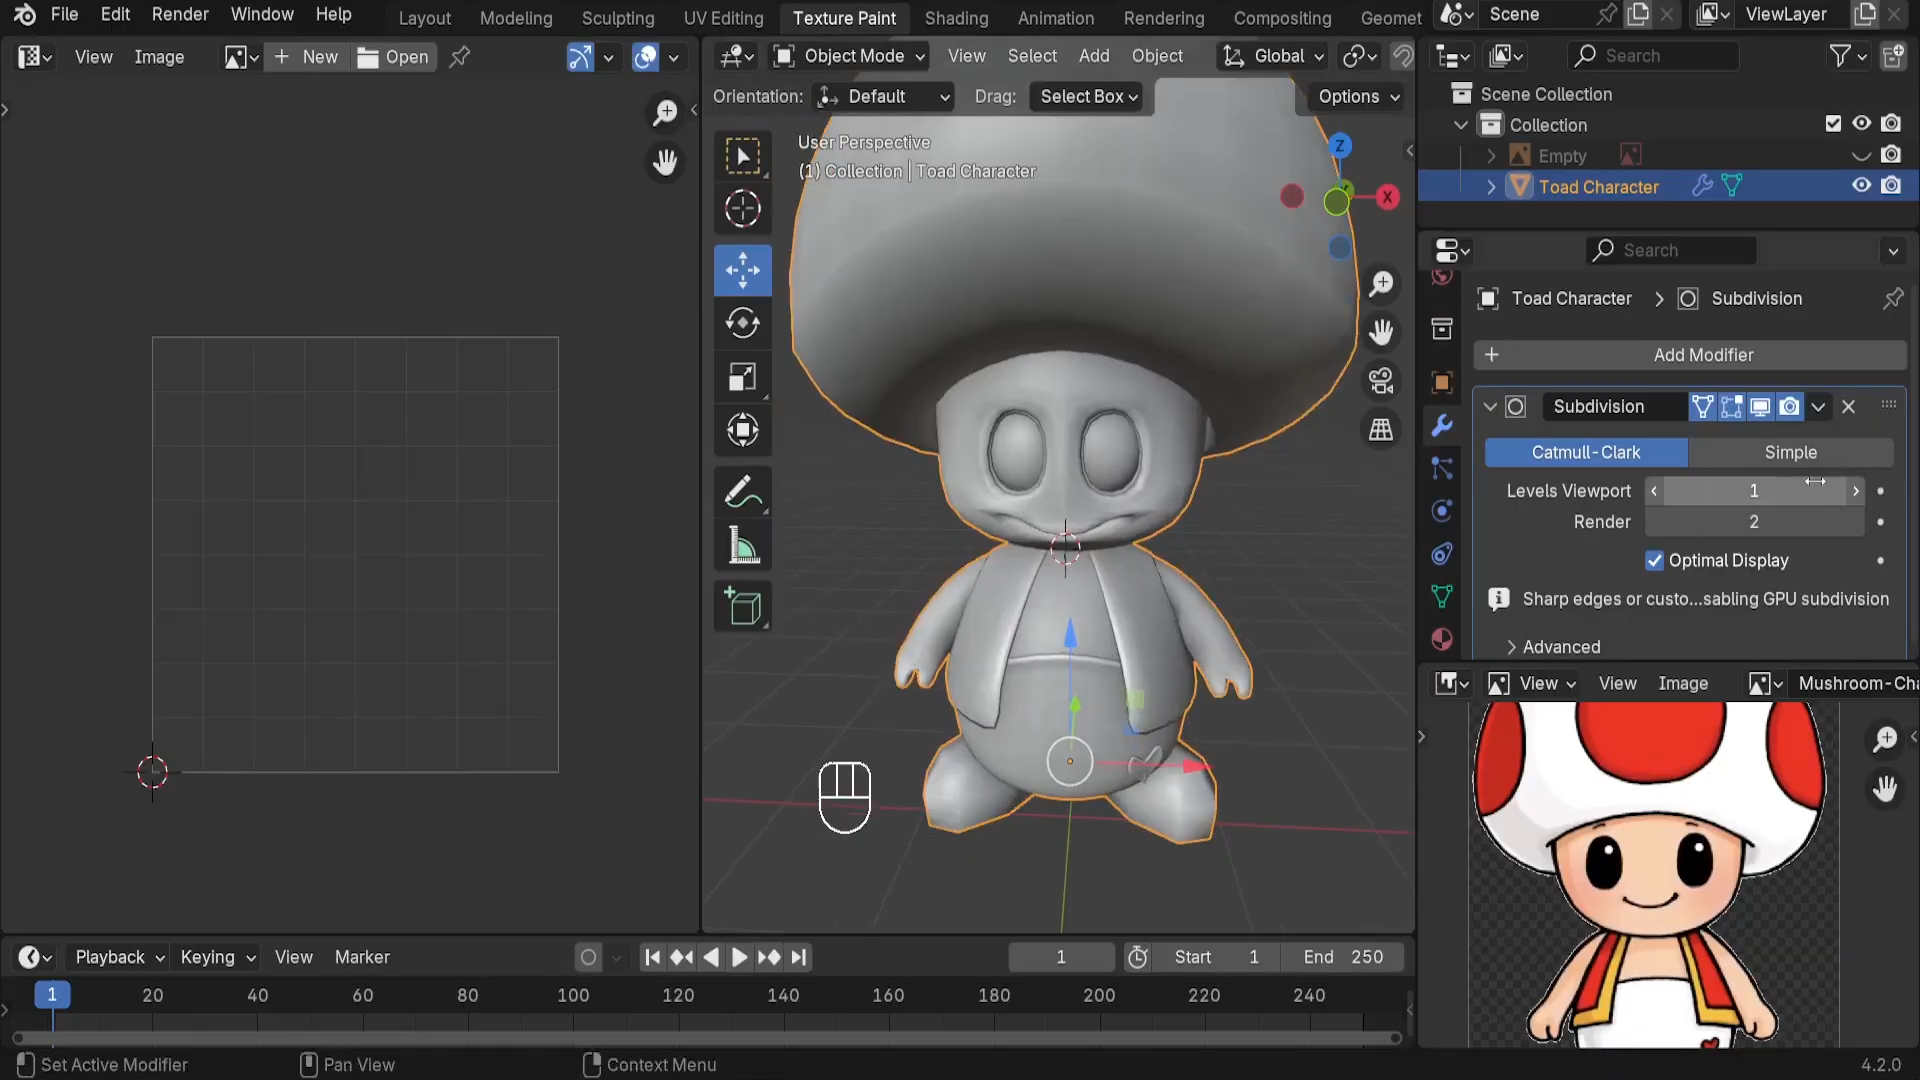 File Edit Render Window Help
Layout Modeling Sculpting UV Editing Texture Paint Shading Animation Rendering Compositing Geomet
Scene
ViewLayer
View Image
New Open
Object Mode View Select Add Object Global
Search
Orientation: Default Drag: Select Box Options
Scene Collection
Collection
Empty
Toad Character
User Perspective
(1) Collection | Toad Character
Z
X
Search
Toad Character > Subdivision
Add Modifier
Subdivision
Catmull-Clark Simple
Levels Viewport 1
Render 2
Optimal Display
Sharp edges or custo...sabling GPU subdivision
Advanced
View View Image Mushroom-Cha
Playback Keying View Marker
1 Start 1 End 250
1 20 40 60 80 100 120 140 160 180 200 220 240
Set Active Modifier Pan View Context Menu 4.2.0